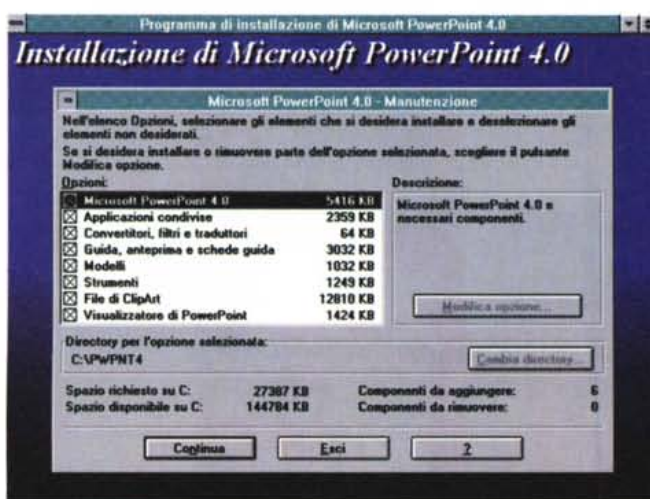 Programma di installazione di Microsoft PowerPoint 4.0
Installazione di Microsoft PowerPoint 4.0
Microsoft PowerPoint 4.0 - Manutenzione
Nell'elenco Opzioni, selezionare gli elementi che si desidera installare e deselezionare gli
elementi non desiderati.
Se si desidera installare o rimuovere parte dell'opzione selezionata, scegliere il pulsante
Modifica opzione.
Opzioni:
Descrizione:
Microsoft PowerPoint 4.0 5416 KB
Applicazioni condivise 2359 KB
Convertitori, filtri e traduttori 64 KB
Guida, anteprima e schede guida 3032 KB
Modelli 1032 KB
Strumenti 1249 KB
File di ClipArt 12810 KB
Visualizzatore di PowerPoint 1424 KB
Microsoft PowerPoint 4.0 e
necessari componenti.
Modifica opzione...
Directory per l'opzione selezionata:
C:\PWPNT4
Cambia directory...
Spazio richiesto su C: 27387 KB Componenti da aggiungere: 6
Spazio disponibile su C: 144784 KB Componenti da rimuovere: 0
Continua Esci ?